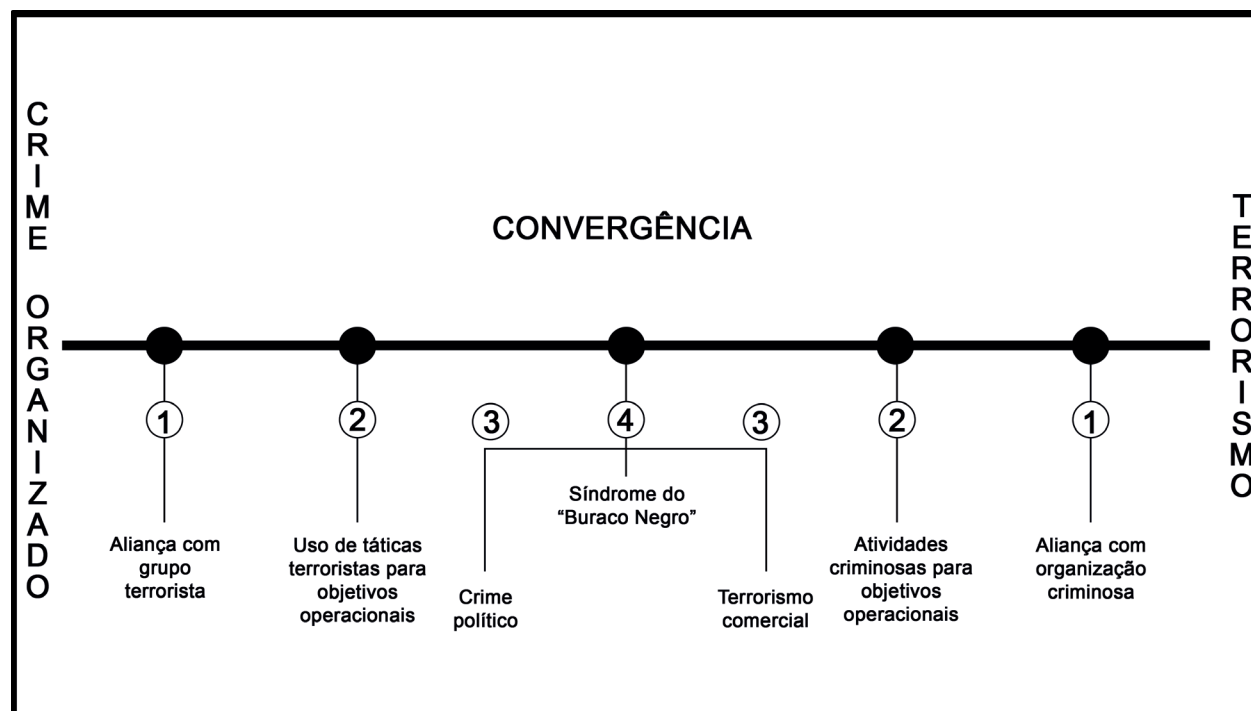 CRIME ORGANIZADO
CONVERGÊNCIA
TERRORISMO
1
2
3
4
3
2
1
Aliança com
grupo
terrorista
Uso de táticas
terroristas para
objetivos
operacionais
Crime
político
Síndrome do
“Buraco Negro”
Terrorismo
comercial
Atividades
criminosas para
objetivos
operacionais
Aliança com
organização
criminosa